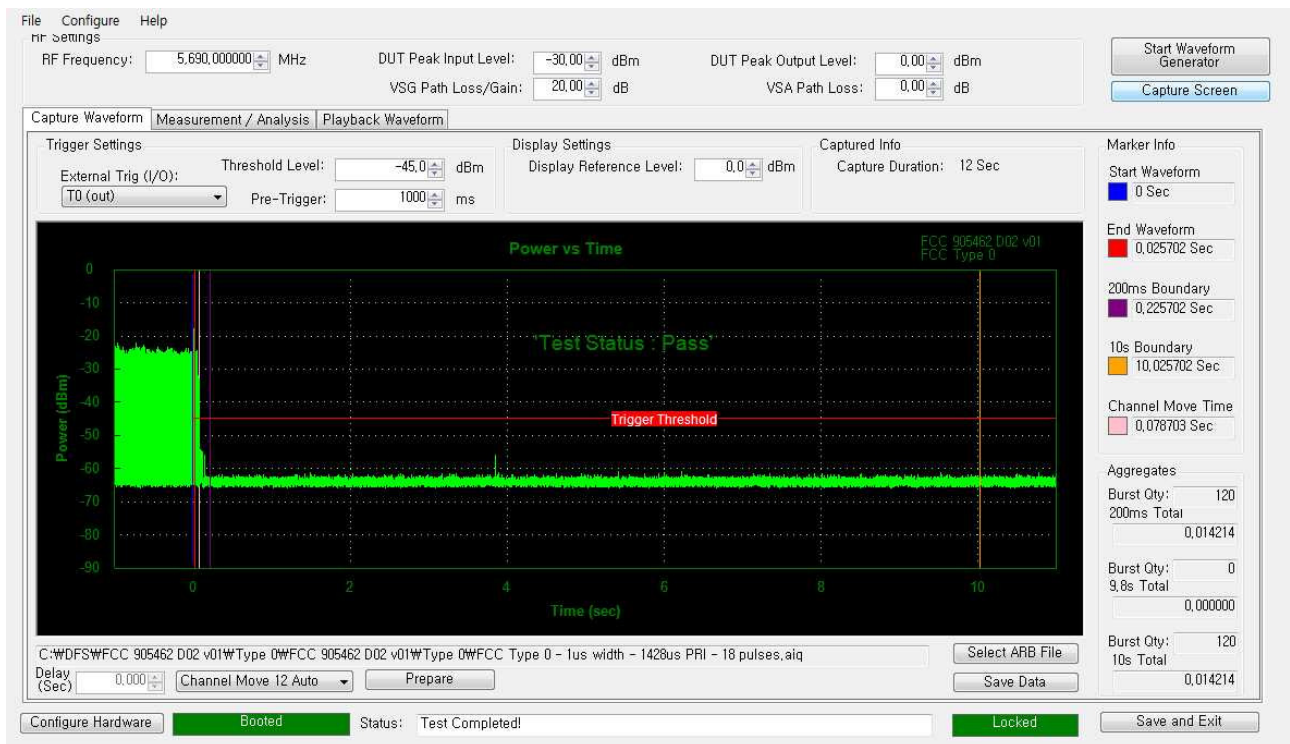 File Configure Help
RF Settings
RF Frequency: 5,690,000000 MHz DUT Peak Input Level: -30,00 dBm DUT Peak Output Level: 0,00 dBm
VSG Path Loss/Gain: 20,00 dB VSA Path Loss: 0,00 dB
Start Waveform
Generator
Capture Screen
Capture Waveform Measurement / Analysis Playback Waveform
Trigger Settings
External Trig (I/O):
T0 (out)
Threshold Level: -45,0 dBm
Pre-Trigger: 1000 ms
Display Settings
Display Reference Level: 0,0 dBm
Captured Info
Capture Duration: 12 Sec
Power vs Time
FCC 905462 D02 v01
FCC Type 0
"Test Status : Pass"
Trigger Threshold
Power (dBm)
0
-10
-20
-30
-40
-50
-60
-70
-80
-90
0 2 4 6 8 10
Time (sec)
Marker Info
Start Waveform
0 Sec
End Waveform
0,025702 Sec
200ms Boundary
0,225702 Sec
10s Boundary
10,025702 Sec
Channel Move Time
0,078703 Sec
Aggregates
Burst Qty: 120
200ms Total
0,014214
Burst Qty: 0
9,8s Total
0,000000
Burst Qty: 120
10s Total
0,014214
C:₩DFS₩FCC 905462 D02 v01₩Type 0₩FCC 905462 D02 v01₩Type 0₩FCC Type 0 - 1us width - 1428us PRI - 18 pulses,aiq
Select ARB File
Delay
(Sec) 0,000 Channel Move 12 Auto Prepare Save Data
Configure Hardware Booted Status: Test Completed! Locked Save and Exit